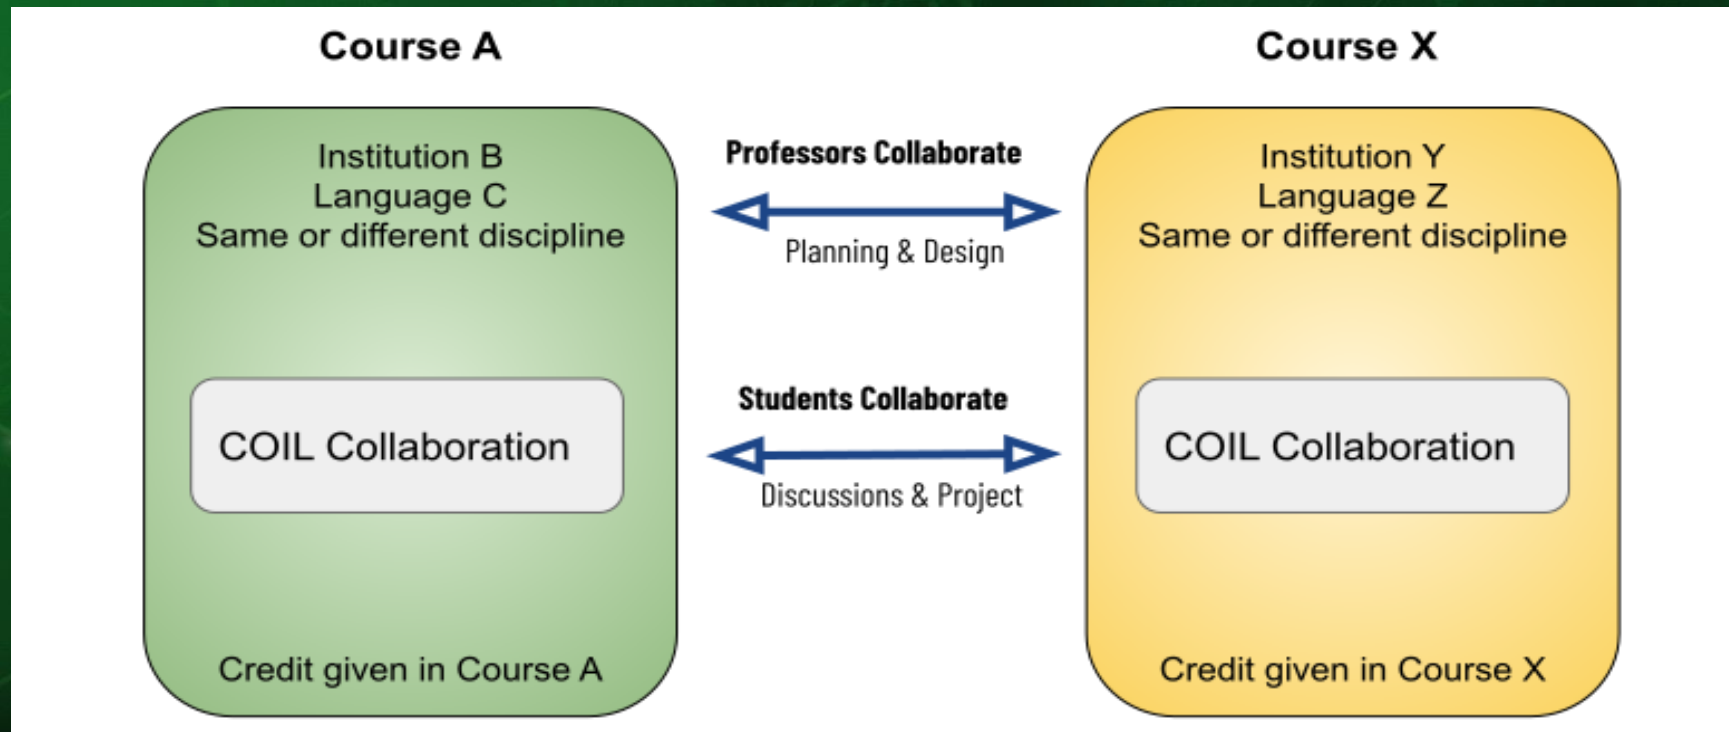 Course A
Institution B
Language C
Same or different discipline
COIL Collaboration
Credit given in Course A
Professors Collaborate
Planning & Design
Students Collaborate
Discussions & Project
Course X
Institution Y
Language Z
Same or different discipline
COIL Collaboration
Credit given in Course X